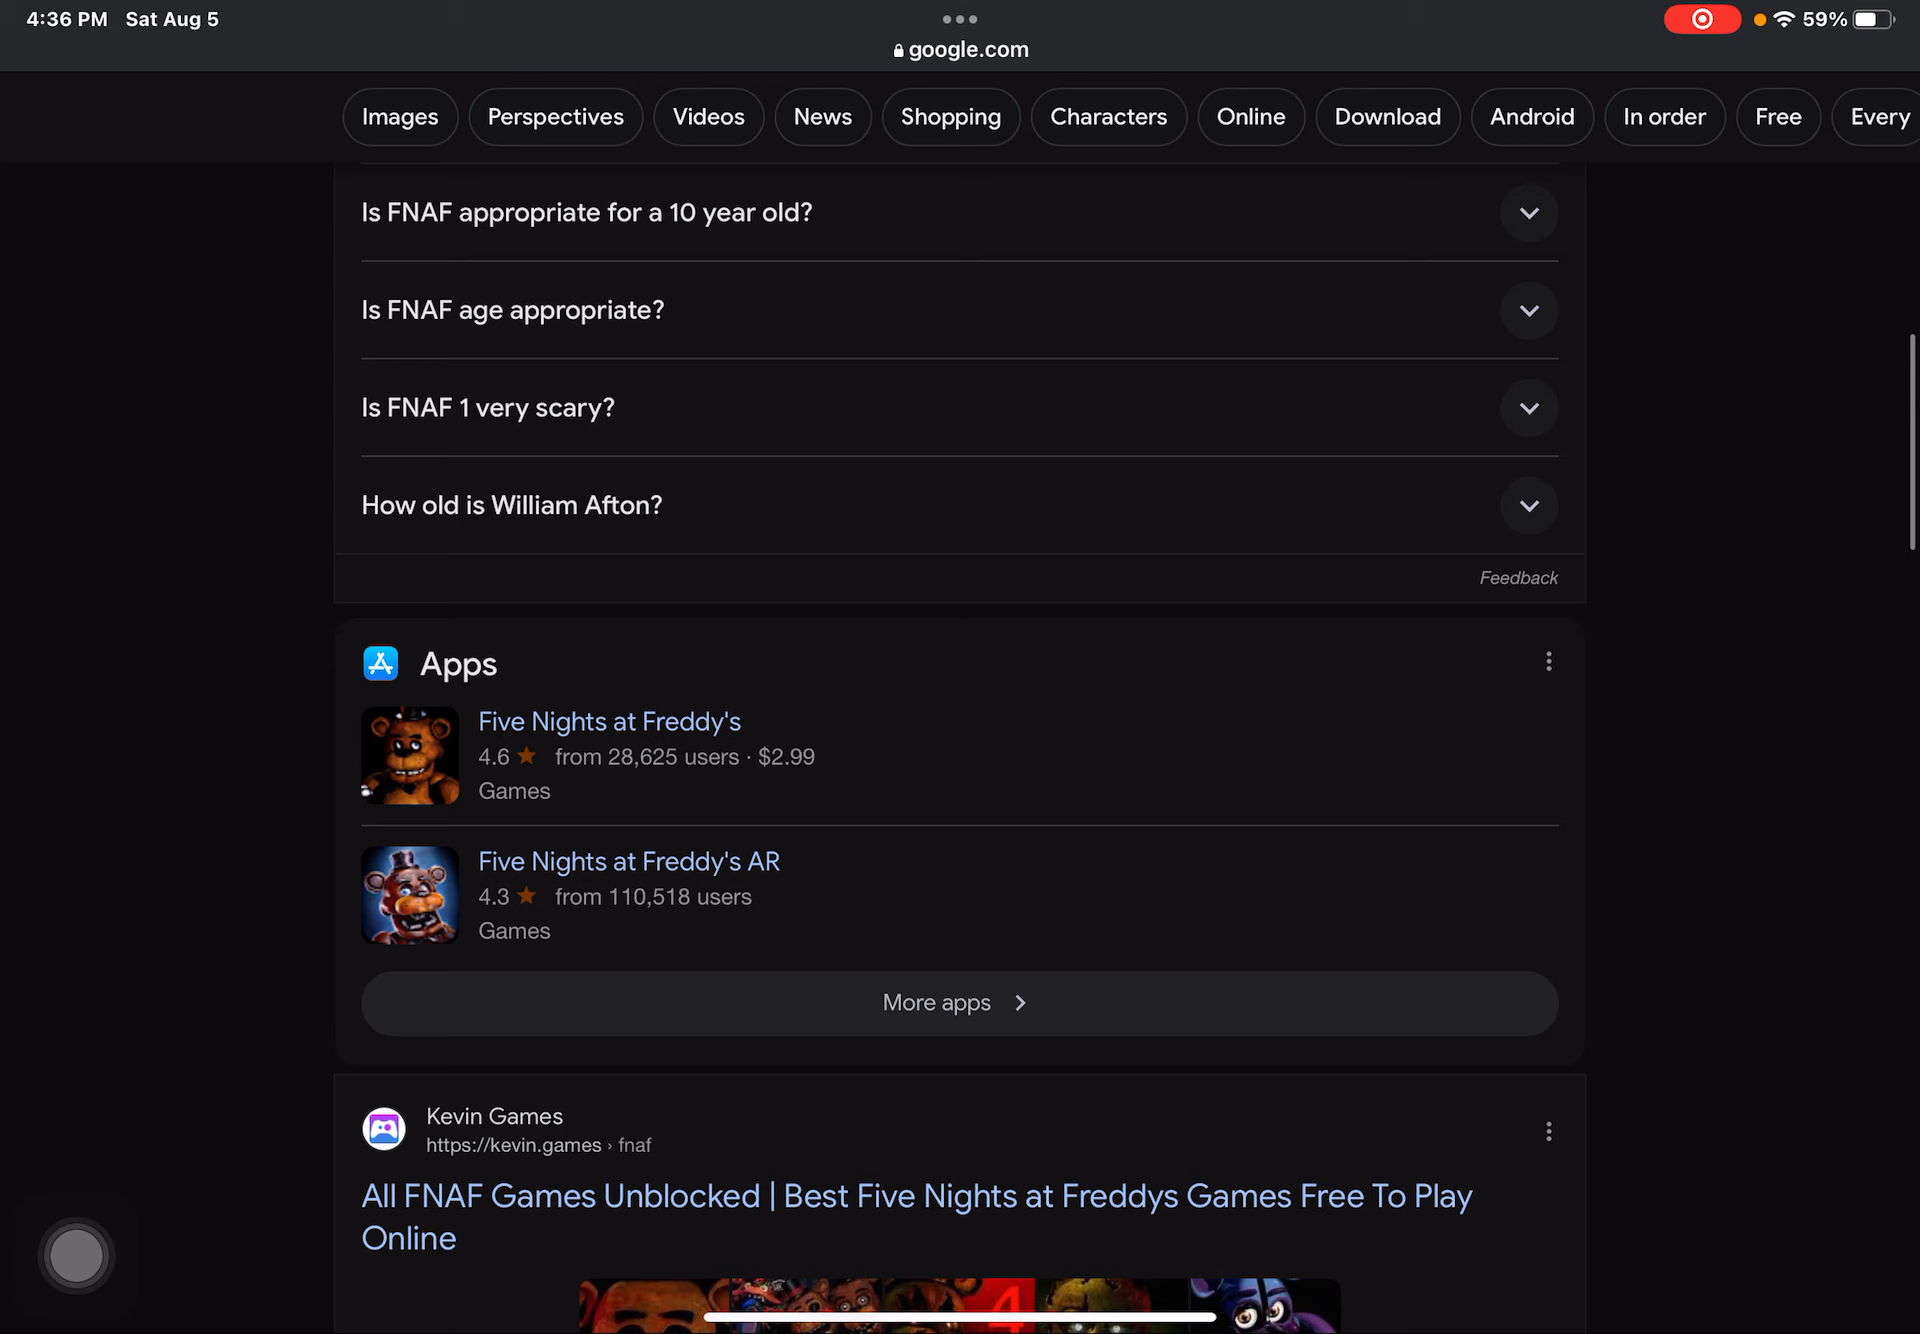 4:36 PM Sat Aug 5
59%
google.com
Images Perspectives Videos News Shopping Characters Online Download Android In order Free Every
Is FNAF appropriate for a 10 year old?
Is FNAF age appropriate?
Is FNAF 1 very scary?
How old is William Afton?
Feedback
Apps
Five Nights at Freddy's
4.6 ★ from 28,625 users · $2.99
Games
Five Nights at Freddy's AR
4.3 ★ from 110,518 users
Games
More apps
Kevin Games
https://kevin.games › fnaf
All FNAF Games Unblocked | Best Five Nights at Freddys Games Free To Play
Online
4